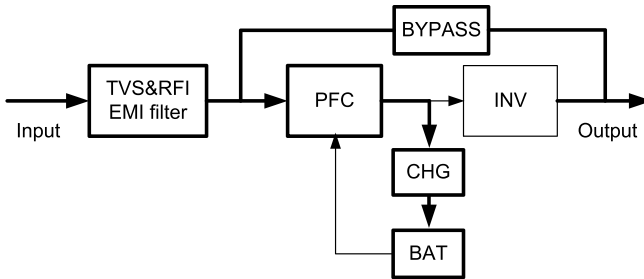 BYPASS
TVS&RFI
EMI filter
PFC
INV
Input
Output
CHG
BAT